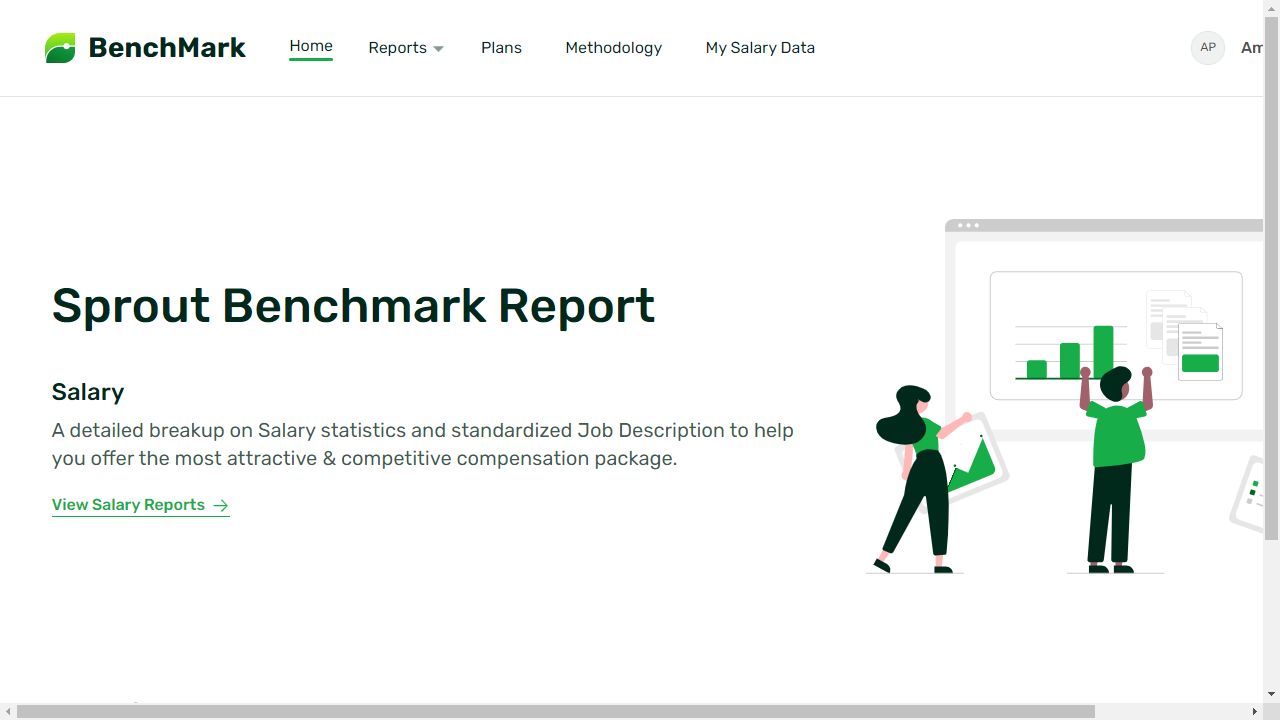 BenchMark
Home
Reports
Plans
Methodology
My Salary Data
AP
Am
Sprout Benchmark Report
Salary
A detailed breakup on Salary statistics and standardized Job Description to help
you offer the most attractive & competitive compensation package.
View Salary Reports